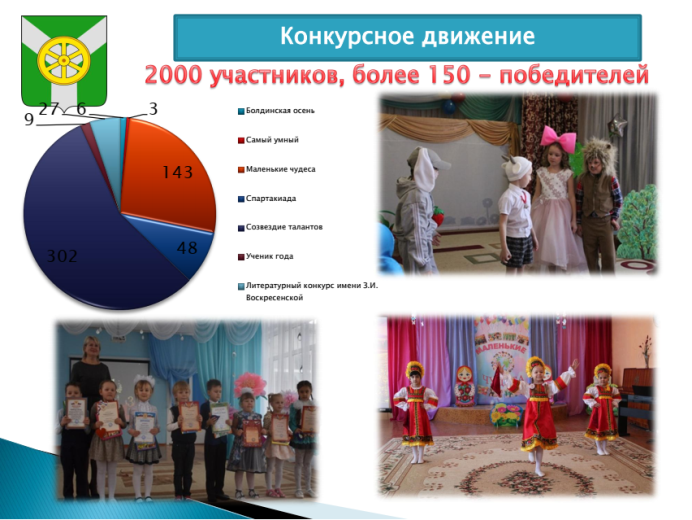 Конкурсное движение
2000 участников, более 150 – победителей
27 6 3
9
143
48
302
Болдинская осень
Самый умный
Маленькие чудеса
Спартакиада
Созвездие талантов
Ученик года
Литературный конкурс имени З.И.
Воскресенской
МАЛЕНЬКИЕ